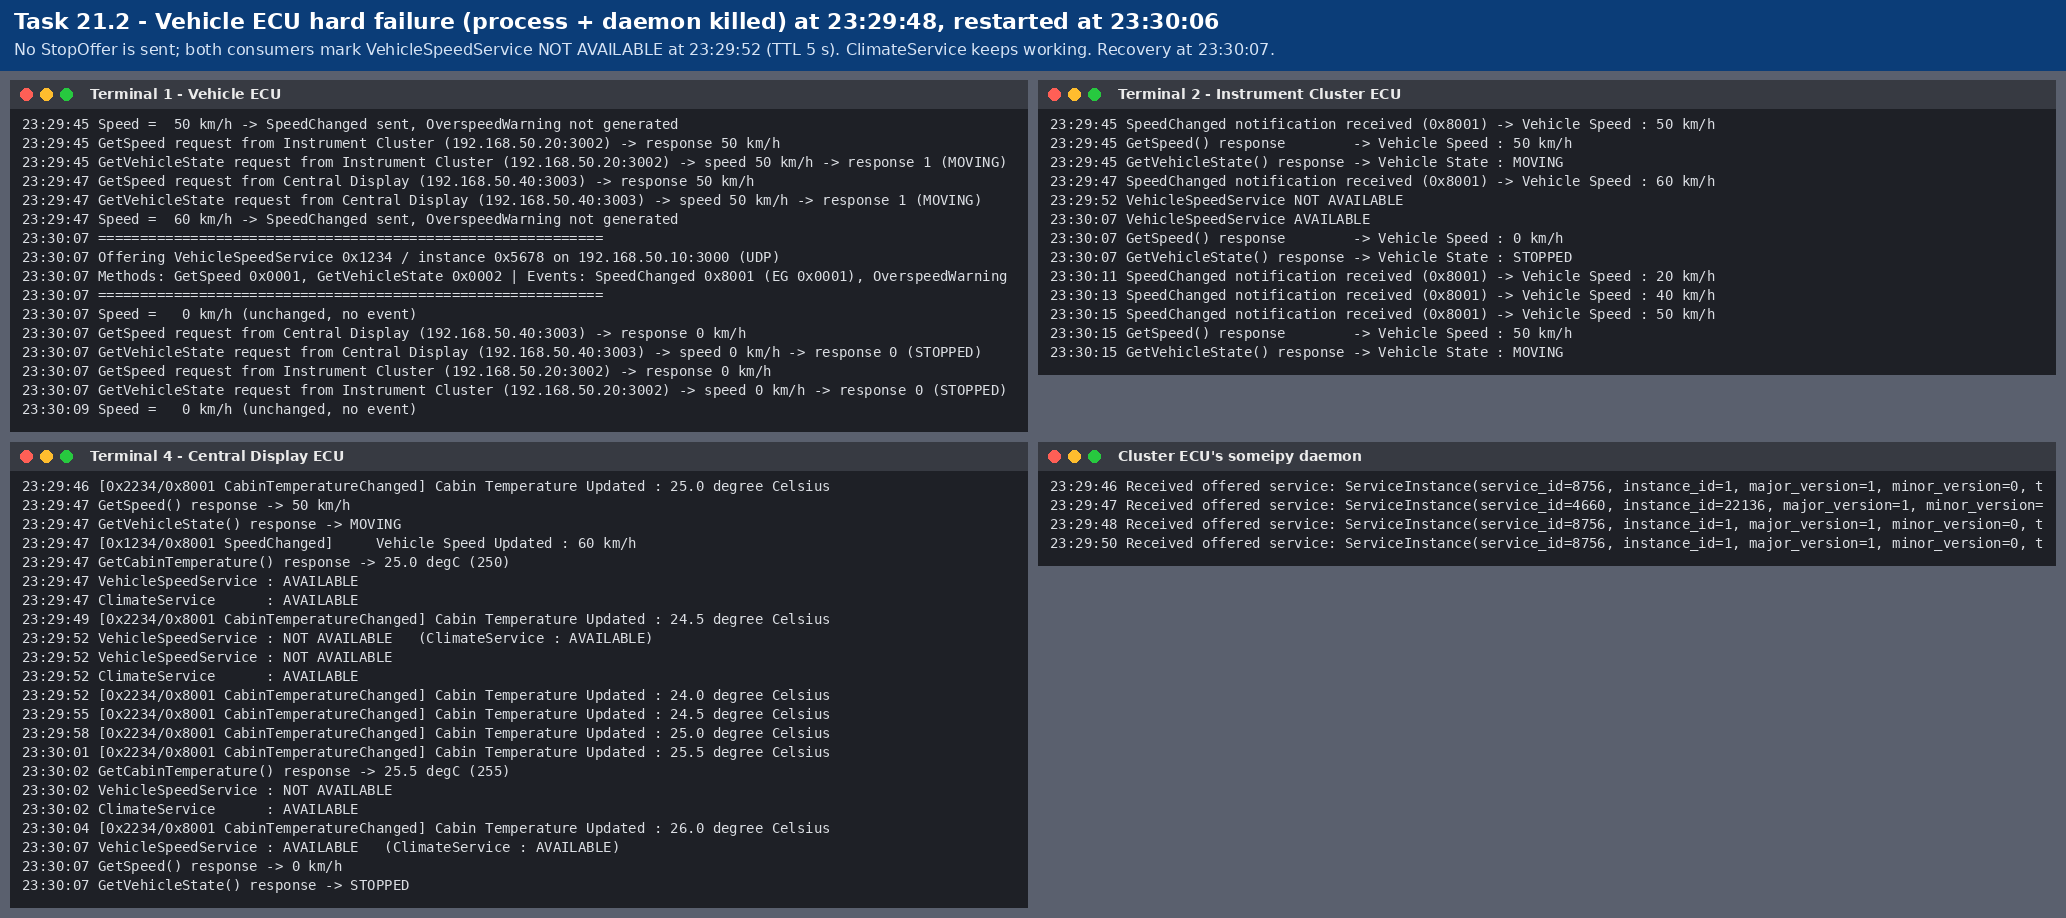 Task 21.2 - Vehicle ECU hard failure (process + daemon killed) at 23:29:48, restarted at 23:30:06
No StopOffer is sent; both consumers mark VehicleSpeedService NOT AVAILABLE at 23:29:52 (TTL 5 s). ClimateService keeps working. Recovery at 23:30:07.
Terminal 1 - Vehicle ECU
23:29:45 Speed =  50 km/h -> SpeedChanged sent, OverspeedWarning not generated
23:29:45 GetSpeed request from Instrument Cluster (192.168.50.20:3002) -> response 50 km/h
23:29:45 GetVehicleState request from Instrument Cluster (192.168.50.20:3002) -> speed 50 km/h -> response 1 (MOVING)
23:29:47 GetSpeed request from Central Display (192.168.50.40:3003) -> response 50 km/h
23:29:47 GetVehicleState request from Central Display (192.168.50.40:3003) -> speed 50 km/h -> response 1 (MOVING)
23:29:47 Speed =  60 km/h -> SpeedChanged sent, OverspeedWarning not generated
23:30:07 ============================================================
23:30:07 Offering VehicleSpeedService 0x1234 / instance 0x5678 on 192.168.50.10:3000 (UDP)
23:30:07 Methods: GetSpeed 0x0001, GetVehicleState 0x0002 | Events: SpeedChanged 0x8001 (EG 0x0001), OverspeedWarning
23:30:07 ============================================================
23:30:07 Speed =   0 km/h (unchanged, no event)
23:30:07 GetSpeed request from Central Display (192.168.50.40:3003) -> response 0 km/h
23:30:07 GetVehicleState request from Central Display (192.168.50.40:3003) -> speed 0 km/h -> response 0 (STOPPED)
23:30:07 GetSpeed request from Instrument Cluster (192.168.50.20:3002) -> response 0 km/h
23:30:07 GetVehicleState request from Instrument Cluster (192.168.50.20:3002) -> speed 0 km/h -> response 0 (STOPPED)
23:30:09 Speed =   0 km/h (unchanged, no event)
Terminal 2 - Instrument Cluster ECU
23:29:45 SpeedChanged notification received (0x8001) -> Vehicle Speed : 50 km/h
23:29:45 GetSpeed() response        -> Vehicle Speed : 50 km/h
23:29:45 GetVehicleState() response -> Vehicle State : MOVING
23:29:47 SpeedChanged notification received (0x8001) -> Vehicle Speed : 60 km/h
23:29:52 VehicleSpeedService NOT AVAILABLE
23:30:07 VehicleSpeedService AVAILABLE
23:30:07 GetSpeed() response        -> Vehicle Speed : 0 km/h
23:30:07 GetVehicleState() response -> Vehicle State : STOPPED
23:30:11 SpeedChanged notification received (0x8001) -> Vehicle Speed : 20 km/h
23:30:13 SpeedChanged notification received (0x8001) -> Vehicle Speed : 40 km/h
23:30:15 SpeedChanged notification received (0x8001) -> Vehicle Speed : 50 km/h
23:30:15 GetSpeed() response        -> Vehicle Speed : 50 km/h
23:30:15 GetVehicleState() response -> Vehicle State : MOVING
Terminal 4 - Central Display ECU
23:29:46 [0x2234/0x8001 CabinTemperatureChanged] Cabin Temperature Updated : 25.0 degree Celsius
23:29:47 GetSpeed() response -> 50 km/h
23:29:47 GetVehicleState() response -> MOVING
23:29:47 [0x1234/0x8001 SpeedChanged]     Vehicle Speed Updated : 60 km/h
23:29:47 GetCabinTemperature() response -> 25.0 degC (250)
23:29:47 VehicleSpeedService : AVAILABLE
23:29:47 ClimateService      : AVAILABLE
23:29:49 [0x2234/0x8001 CabinTemperatureChanged] Cabin Temperature Updated : 24.5 degree Celsius
23:29:52 VehicleSpeedService : NOT AVAILABLE   (ClimateService : AVAILABLE)
23:29:52 VehicleSpeedService : NOT AVAILABLE
23:29:52 ClimateService      : AVAILABLE
23:29:52 [0x2234/0x8001 CabinTemperatureChanged] Cabin Temperature Updated : 24.0 degree Celsius
23:29:55 [0x2234/0x8001 CabinTemperatureChanged] Cabin Temperature Updated : 24.5 degree Celsius
23:29:58 [0x2234/0x8001 CabinTemperatureChanged] Cabin Temperature Updated : 25.0 degree Celsius
23:30:01 [0x2234/0x8001 CabinTemperatureChanged] Cabin Temperature Updated : 25.5 degree Celsius
23:30:02 GetCabinTemperature() response -> 25.5 degC (255)
23:30:02 VehicleSpeedService : NOT AVAILABLE
23:30:02 ClimateService      : AVAILABLE
23:30:04 [0x2234/0x8001 CabinTemperatureChanged] Cabin Temperature Updated : 26.0 degree Celsius
23:30:07 VehicleSpeedService : AVAILABLE   (ClimateService : AVAILABLE)
23:30:07 GetSpeed() response -> 0 km/h
23:30:07 GetVehicleState() response -> STOPPED
Cluster ECU's someipy daemon
23:29:46 Received offered service: ServiceInstance(service_id=8756, instance_id=1, major_version=1, minor_version=0, t
23:29:47 Received offered service: ServiceInstance(service_id=4660, instance_id=22136, major_version=1, minor_version=
23:29:48 Received offered service: ServiceInstance(service_id=8756, instance_id=1, major_version=1, minor_version=0, t
23:29:50 Received offered service: ServiceInstance(service_id=8756, instance_id=1, major_version=1, minor_version=0, t